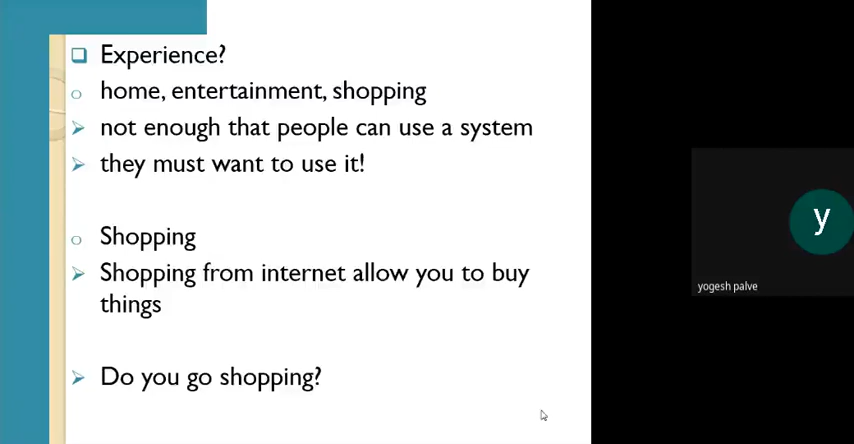 Experience?
home, entertainment, shopping
not enough that people can use a system
they must want to use it!
Shopping
Shopping from internet allow you to buy
things
Do you go shopping?
y
yogesh palve